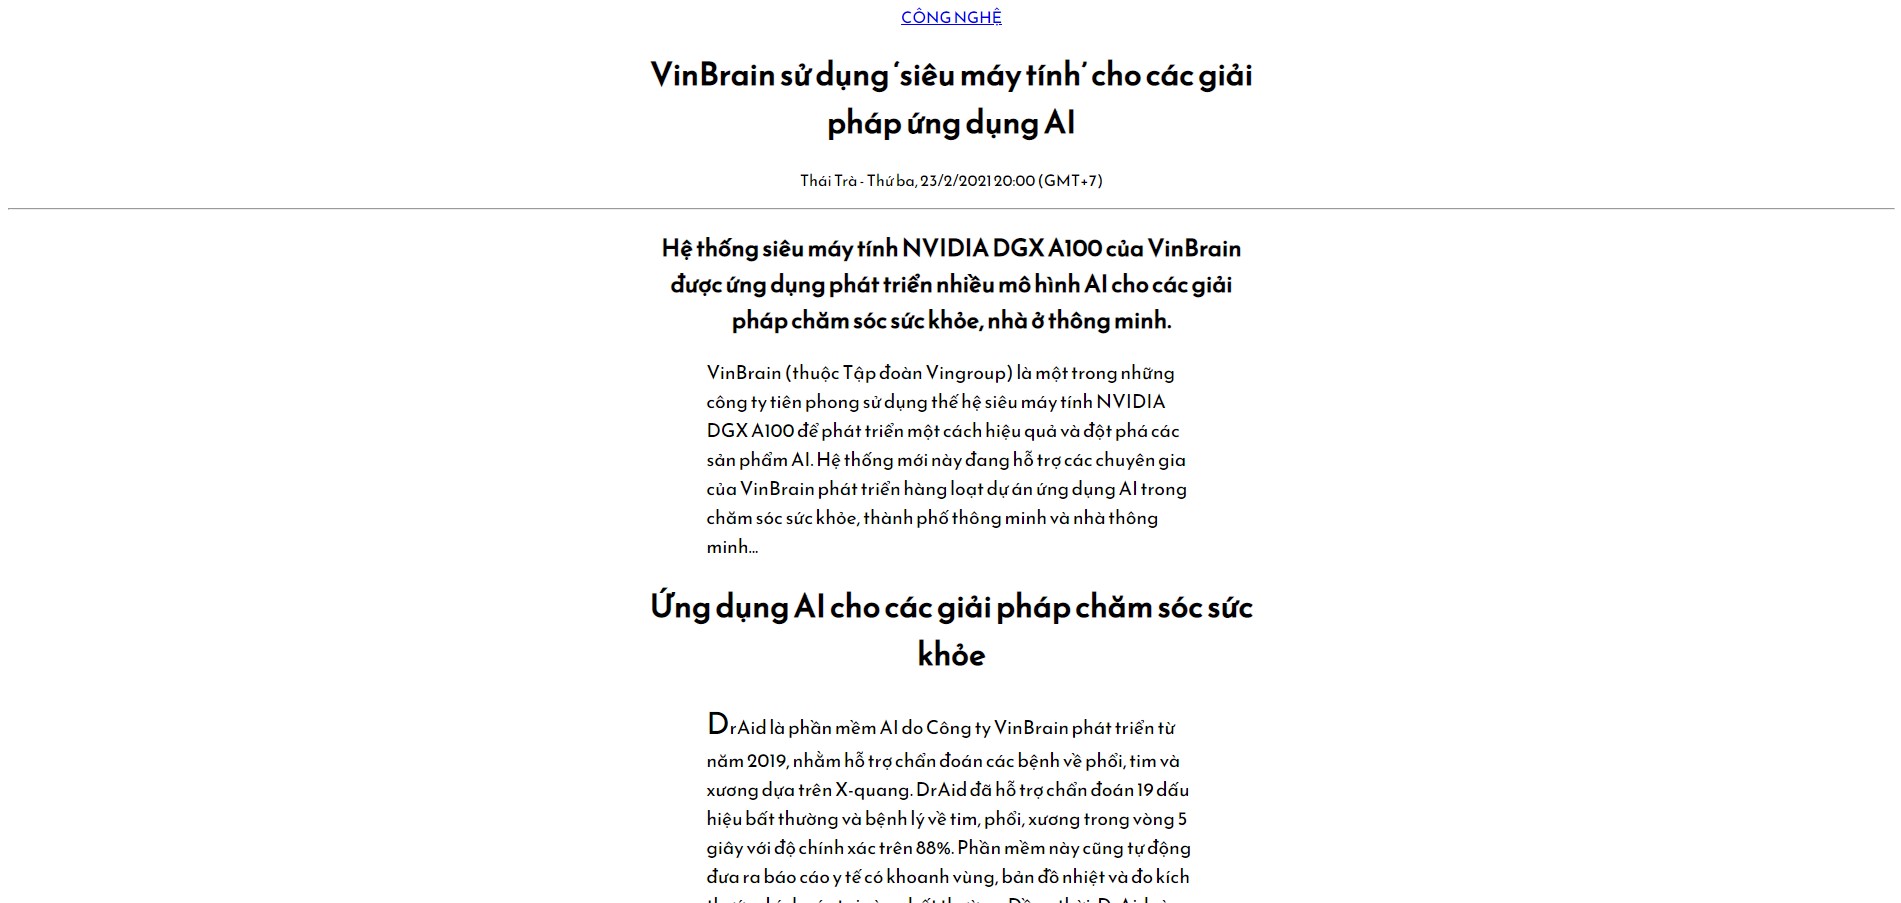 CÔNG NGHỆ
VinBrain sử dụng ‘siêu máy tính’ cho các giải
pháp ứng dụng AI
Thái Trà - Thứ ba, 23/2/2021 20:00 (GMT+7)
Hệ thống siêu máy tính NVIDIA DGX A100 của VinBrain
được ứng dụng phát triển nhiều mô hình AI cho các giải
pháp chăm sóc sức khỏe, nhà ở thông minh.
VinBrain (thuộc Tập đoàn Vingroup) là một trong những
công ty tiên phong sử dụng thế hệ siêu máy tính NVIDIA
DGX A100 để phát triển một cách hiệu quả và đột phá các
sản phẩm AI. Hệ thống mới này đang hỗ trợ các chuyên gia
của VinBrain phát triển hàng loạt dự án ứng dụng AI trong
chăm sóc sức khỏe, thành phố thông minh và nhà thông
minh...
Ứng dụng AI cho các giải pháp chăm sóc sức
khỏe
DrAid là phần mềm AI do Công ty VinBrain phát triển từ
năm 2019, nhằm hỗ trợ chẩn đoán các bệnh về phổi, tim và
xương dựa trên X-quang. DrAid đã hỗ trợ chẩn đoán 19 dấu
hiệu bất thường và bệnh lý về tim, phổi, xương trong vòng 5
giây với độ chính xác trên 88%. Phần mềm này cũng tự động
đưa ra báo cáo y tế có khoanh vùng, bản đồ nhiệt và đo kích